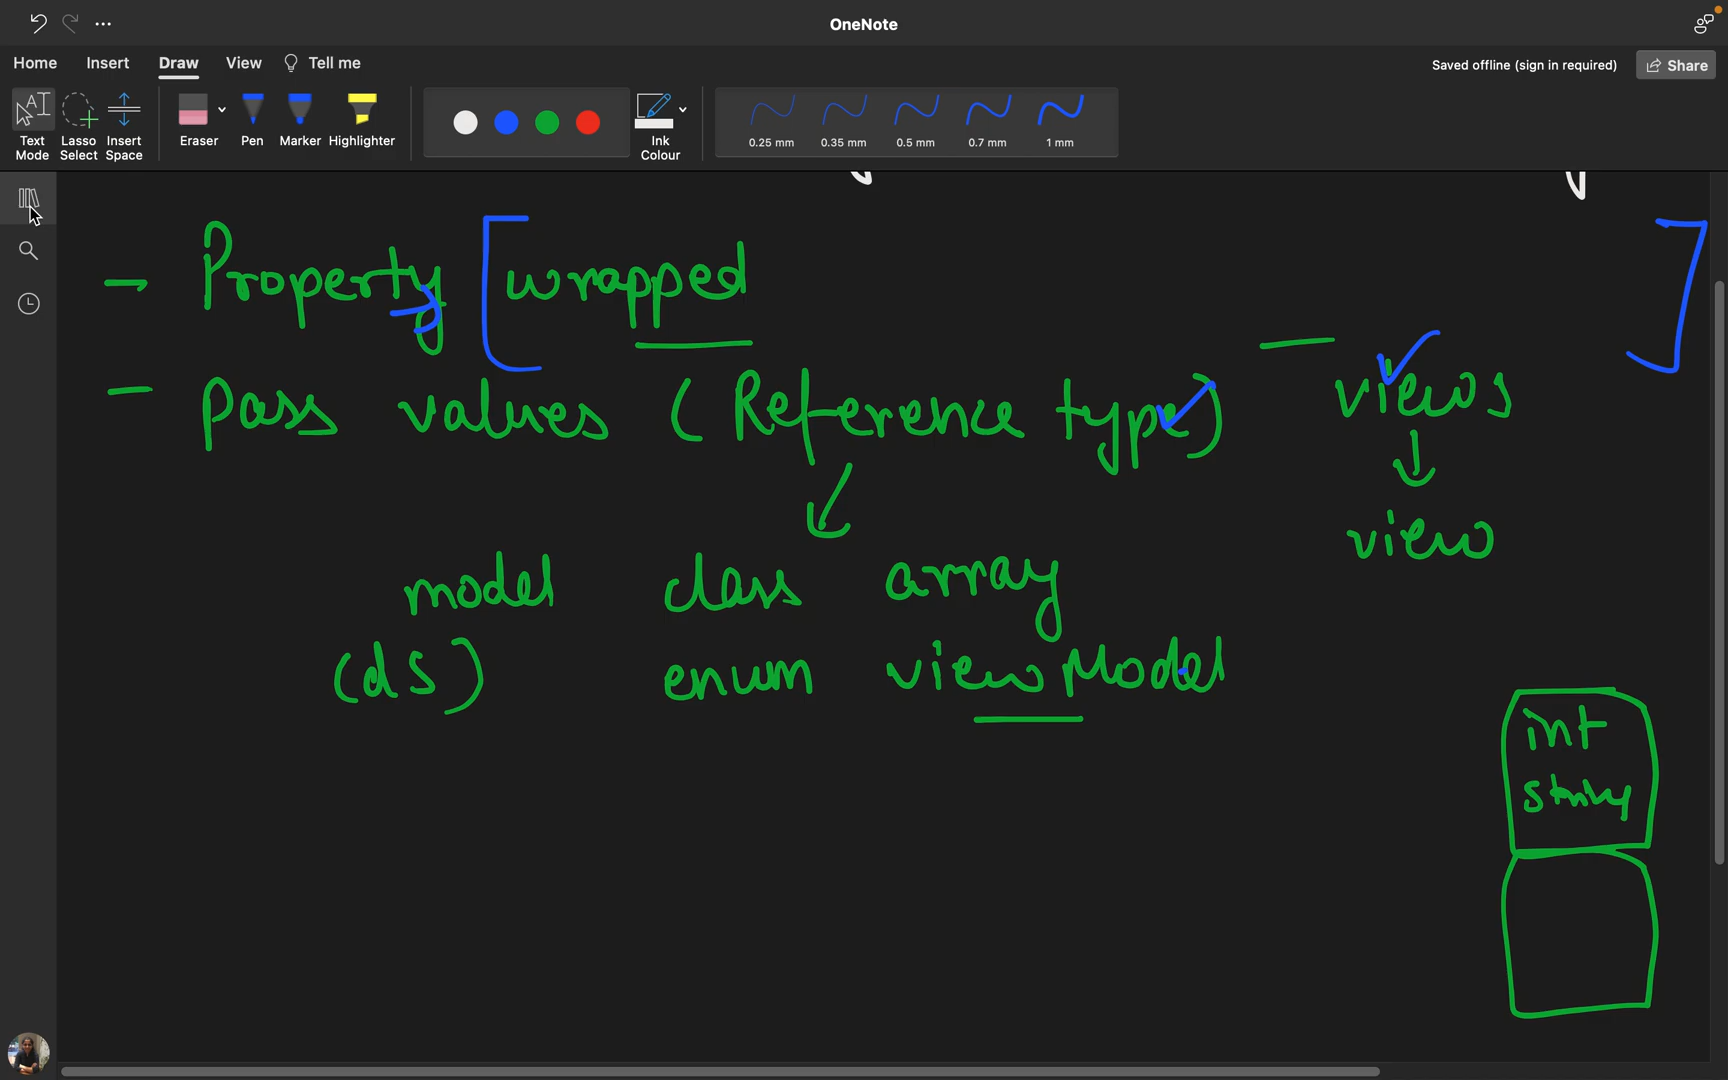 OneNote
Home Insert Draw View Tell me
Saved offline (sign in required) Share
Text Mode
Lasso Select
Insert Space
Eraser
Pen
Marker
Highlighter
Ink Colour
0.25 mm
0.35 mm
0.5 mm
0.7 mm
1 mm
– Property [wrapped ]
– Pass values (Reference type) – views
↓ ↓
view
model class array
(ds) enum viewModel
int